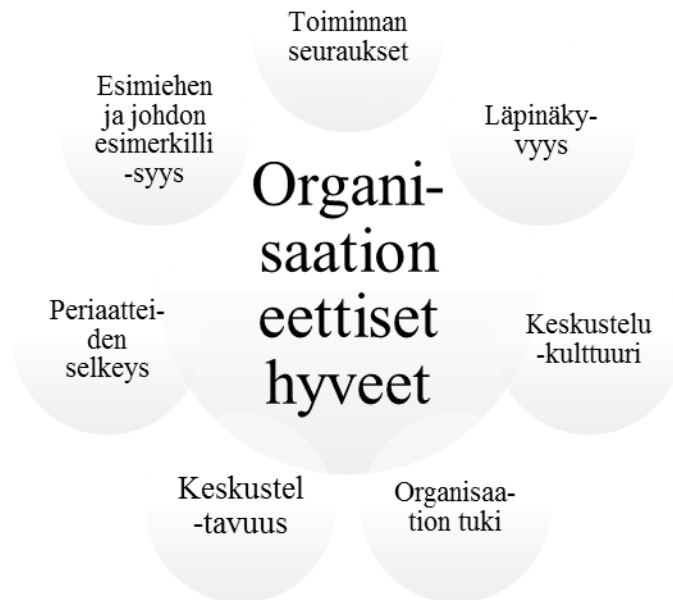 Toiminnan
seuraukset
Esimiehen
ja johdon
esimerkilli
-syys
Läpinäky-
vyys
Organi-
saation
eettiset
hyveet
Periaattei-
den
selkeys
Keskustelu
-kulttuuri
Keskustel
-tavuus
Organisaa-
tion tuki